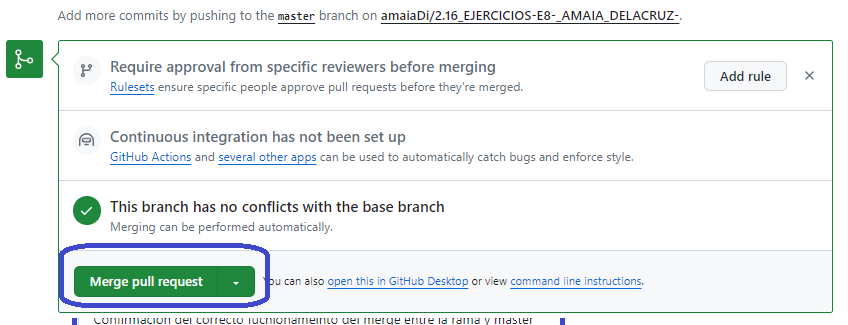 Add more commits by pushing to the master branch on amaiaDi/2.16_EJERCICIOS-E8-_AMAIA_DELACRUZ-.
Require approval from specific reviewers before merging
Rulesets ensure specific people approve pull requests before they're merged.
Add rule
Continuous integration has not been set up
GitHub Actions and several other apps can be used to automatically catch bugs and enforce style.
This branch has no conflicts with the base branch
Merging can be performed automatically.
Merge pull request
You can also open this in GitHub Desktop or view command line instructions.
Confirmación del correcto fuchionameinto del merge entre la rama y master